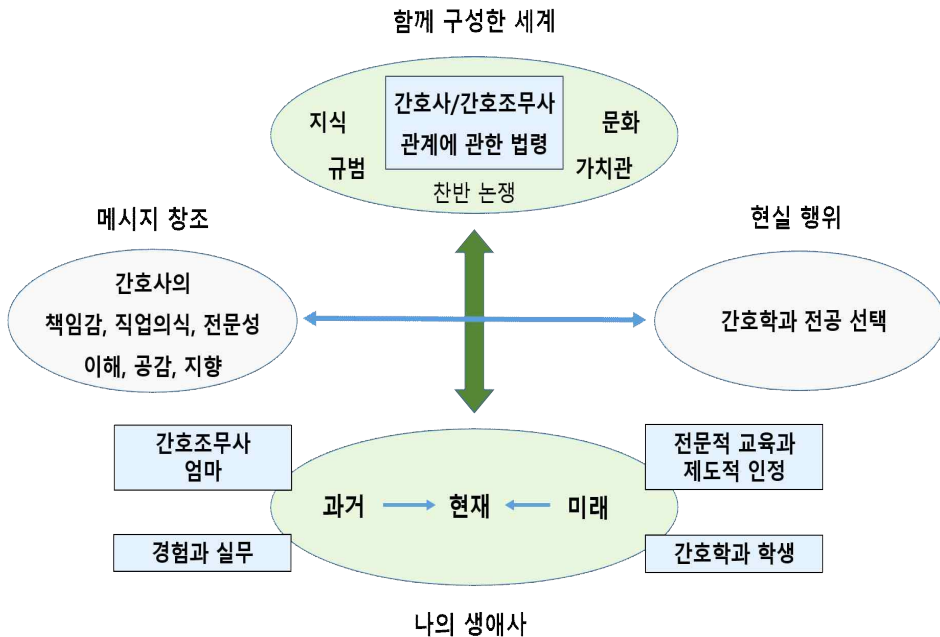 함께 구성한 세계
간호사/간호조무사
관계에 관한 법령
지식
문화
규범
가치관
찬반 논쟁
메시지 창조
현실 행위
간호사의
책임감, 직업의식, 전문성
이해, 공감, 지향
간호학과 전공 선택
간호조무사
엄마
전문적 교육과
제도적 인정
과거
현재
미래
경험과 실무
간호학과 학생
나의 생애사